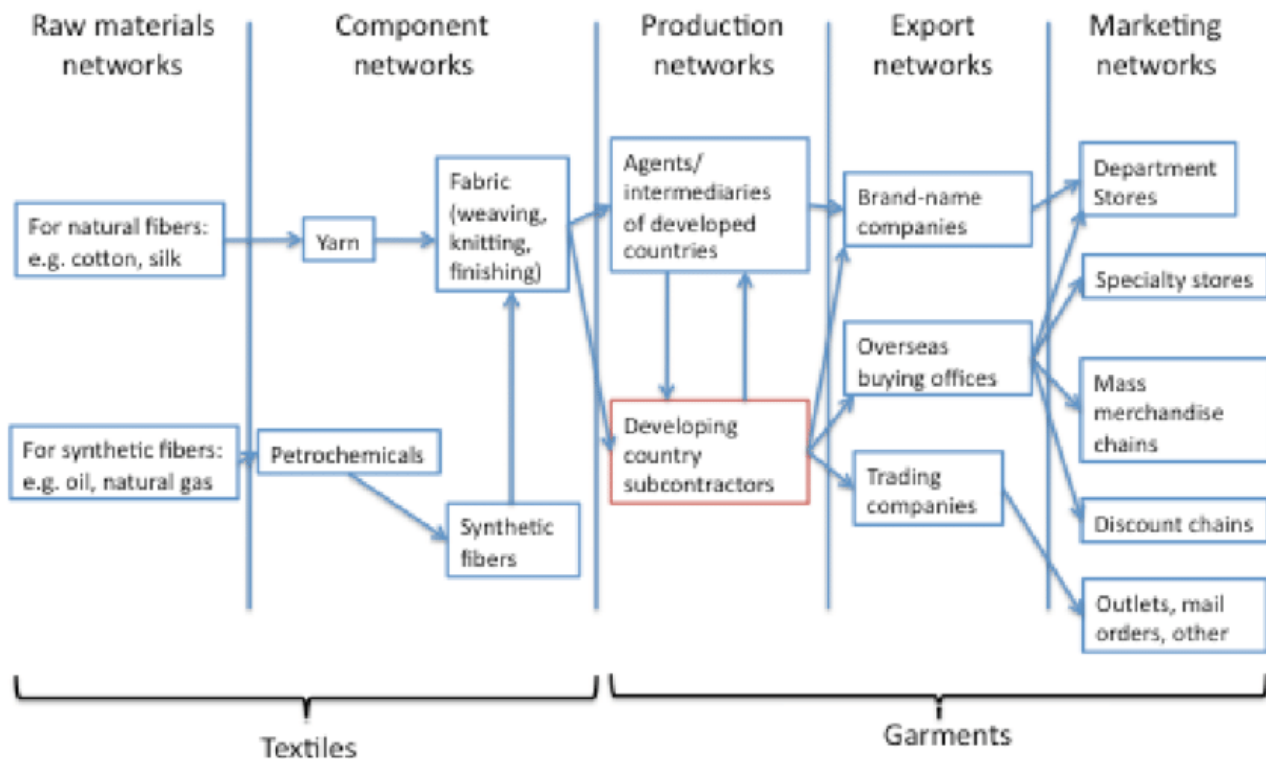 Raw materials
networks
Component
networks
Production
networks
Export
networks
Marketing
networks
For natural fibers:
e.g. cotton, silk
Yarn
Fabric
(weaving,
knitting,
finishing)
Agents/
intermediaries
of developed
countries
Brand-name
companies
Department
Stores
Specialty stores
Overseas
buying offices
Mass
merchandise
chains
For synthetic fibers:
e.g. oil, natural gas
Petrochemicals
Synthetic
fibers
Developing
country
subcontractors
Trading
companies
Discount chains
Outlets, mail
orders, other
Textiles
Garments